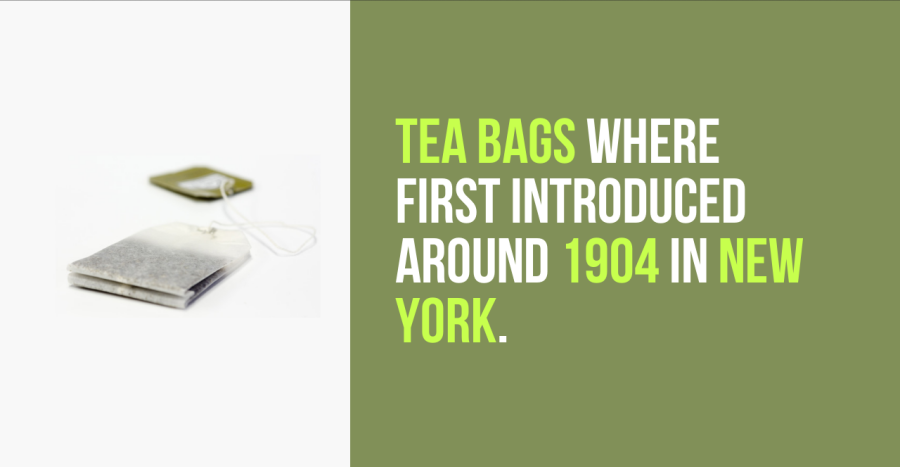 TEA BAGS WHERE
FIRST INTRODUCED
AROUND 1904 IN NEW
YORK.